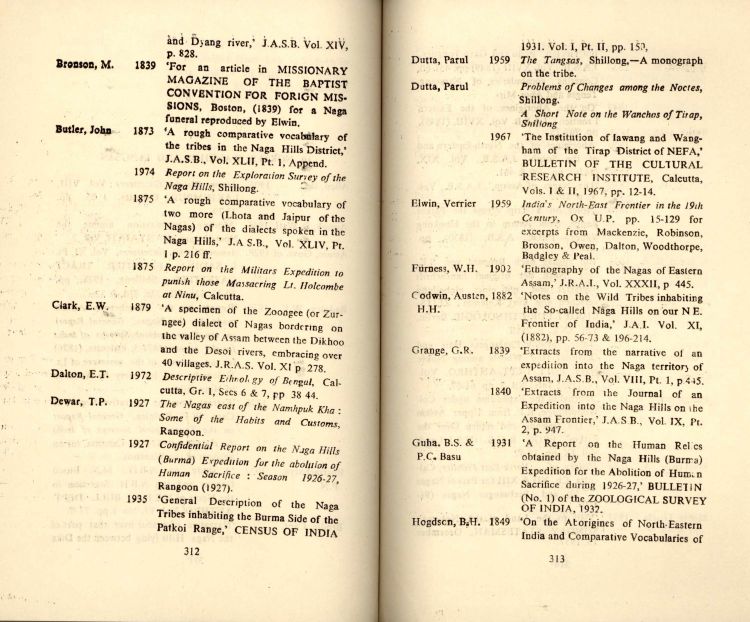 and Dyang river,' J.A.S.B. Vol. XIV,
p. 828.
Bronson, M. 1839 'For an article in MISSIONARY
MAGAZINE OF THE BAPTIST
CONVENTION FOR FORIGN MIS-
SIONS, Boston, (1839) for a Naga
funeral reproduced by Elwin.
Butler, John 1873 'A rough comparative vocabulary of
the tribes in the Naga Hills District,'
J.A.S.B., Vol. XLII, Pt. 1, Append.
1974 Report on the Exploration Survey of the
Naga Hills, Shillong.
1875 'A rough comparative vocabulary of
two more (Lhota and Jaipur of the
Nagas) of the dialects spoken in the
Naga Hills,' J.A S.B., Vol. XLIV, Pt.
1 p. 216 ff.
1875 Report on the Militars Expedition to
punish those Massacring Lt. Holcombe
at Ninu, Calcutta.
Clark, E.W. 1879 'A specimen of the Zoongee (or Zur-
ngee) dialect of Nagas bordering on
the valley of Assam between the Dikhoo
and the Desoi rivers, embracing over
40 villages. J.R.A.S. Vol. XI p 278.
Dalton, E.T. 1972 Descriptive Ethnology of Bengal, Cal-
cutta, Gr. I, Secs 6 & 7, pp 38 44.
Dewar, T.P. 1927 The Nagas east of the Namhpuk Kha :
Some of the Habits and Customs,
Rangoon.
1927 Confidential Report on the Naga Hills
(Burma) Expedition for the abolition of
Human Sacrifice : Season 1926-27,
Rangoon (1927).
1935 'General Description of the Naga
Tribes inhabiting the Burma Side of the
Patkoi Range,' CENSUS OF INDIA
312
1931. Vol. I, Pt. II, pp. 150,
Dutta, Parul 1959 The Tangsas, Shillong,—A monograph
on the tribe.
Dutta, Parul Problems of Changes among the Noctes,
Shillong.
A Short Note on the Wanchos of Tirap,
Shillong
1967 'The Institution of Iawang and Wang-
ham of the Tirap District of NEFA,'
BULLETIN OF THE CULTURAL
RESEARCH INSTITUTE, Calcutta,
Vols. I & II, 1967, pp. 12-14.
Elwin, Verrier 1959 India's North-East Frontier in the 19th
Century, Ox U.P. pp. 15-129 for
excerpts from Mackenzie, Robinson,
Bronson, Owen, Dalton, Woodthorpe,
Badgley & Peal.
Furness, W.H. 1902 'Ethnography of the Nagas of Eastern
Assam,' J.R.A.I., Vol. XXXII, p 445.
Godwin, Austen, 1882 'Notes on the Wild Tribes inhabiting
H.H. the So-called Naga Hills on our N E.
Frontier of India,' J.A.I. Vol. XI,
(1882), pp. 56-73 & 196-214.
Grange, G.R. 1839 'Extracts from the narrative of an
expedition into the Naga territory of
Assam, J.A.S.B., Vol. VIII, Pt. 1, p.445.
1840 'Extracts from the Journal of an
Expedition into the Naga Hills on the
Assam Frontier,' J.A S.B., Vol. IX, Pt.
2, p. 947.
Guha, B.S. & 1931 'A Report on the Human Relics
P.C. Basu obtained by the Naga Hills (Burma)
Expedition for the Abolition of Human
Sacrifice during 1926-27,' BULLETIN
(No. 1) of the ZOOLOGICAL SURVEY
OF INDIA, 1932.
Hogdson, B.H. 1849 'On the Aborigines of North-Eastern
India and Comparative Vocabularies of
313